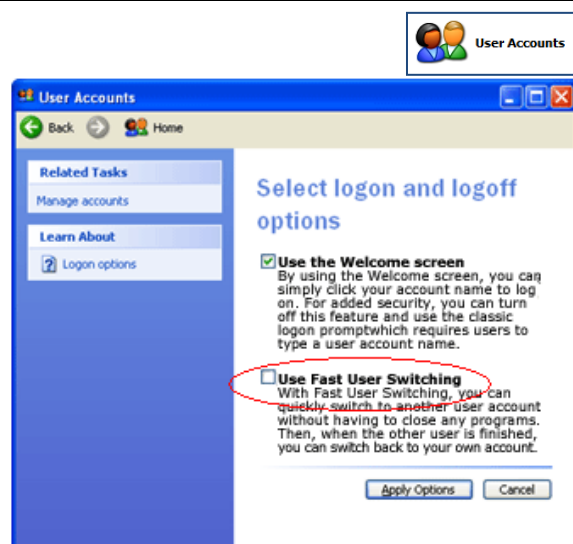 User Accounts
User Accounts
Back Home
Related Tasks
Manage accounts
Learn About
Logon options
Select logon and logoff
options
Use the Welcome screen
By using the Welcome screen, you can
simply click your account name to log
on. For added security, you can turn
off this feature and use the classic
logon promptwhich requires users to
type a user account name.
Use Fast User Switching
With Fast User Switching, you can
quickly switch to another user account
without having to close any programs.
Then, when the other user is finished,
you can switch back to your own account.
Apply Options Cancel